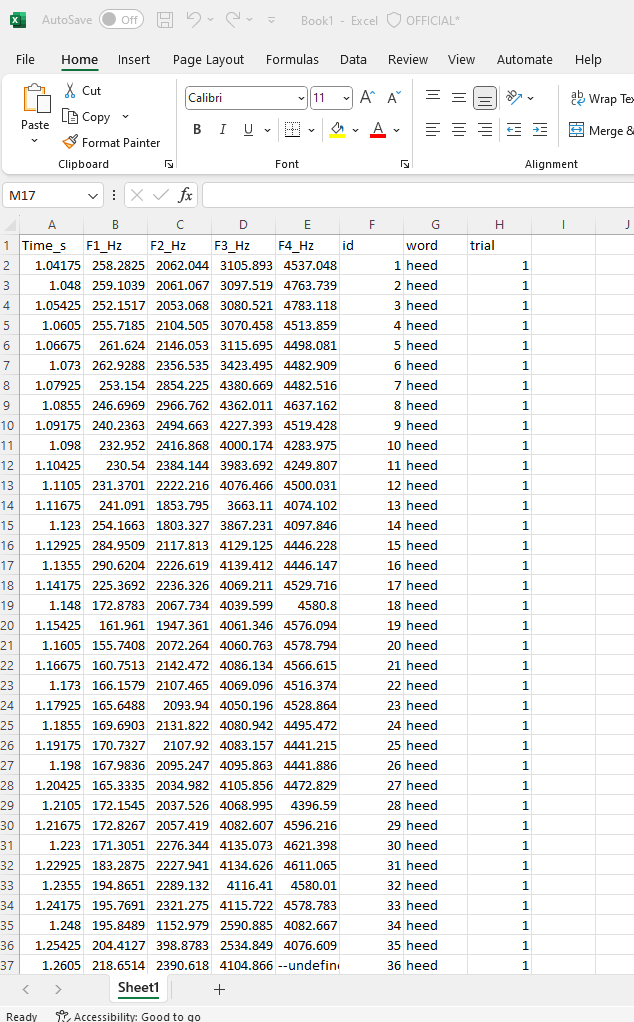 AutoSave Off Book1 - Excel OFFICIAL*
File Home Insert Page Layout Formulas Data Review View Automate Help
Paste Cut Copy Format Painter
Calibri 11 A^ Aˇ ab Wrap Tex
B I U A Merge &
Clipboard Font Alignment
M17 fx
A B C D E F G H I J
1 Time_s F1_Hz F2_Hz F3_Hz F4_Hz id word trial
2 1.04175 258.2825 2062.044 3105.893 4537.048 1 heed 1
3 1.048 259.1039 2061.067 3097.519 4763.739 2 heed 1
4 1.05425 252.1517 2053.068 3080.521 4783.118 3 heed 1
5 1.0605 255.7185 2104.505 3070.458 4513.859 4 heed 1
6 1.06675 261.624 2146.053 3115.695 4498.081 5 heed 1
7 1.073 262.9288 2356.535 3423.495 4482.909 6 heed 1
8 1.07925 253.154 2854.225 4380.669 4482.516 7 heed 1
9 1.0855 246.6969 2966.762 4362.011 4637.162 8 heed 1
10 1.09175 240.2363 2494.663 4227.393 4519.428 9 heed 1
11 1.098 232.952 2416.868 4000.174 4283.975 10 heed 1
12 1.10425 230.54 2384.144 3983.692 4249.807 11 heed 1
13 1.1105 231.3701 2222.216 4076.466 4500.031 12 heed 1
14 1.11675 241.091 1853.795 3663.11 4074.102 13 heed 1
15 1.123 254.1663 1803.327 3867.231 4097.846 14 heed 1
16 1.12925 284.9509 2117.813 4129.125 4446.228 15 heed 1
17 1.1355 290.6204 2226.619 4139.412 4446.147 16 heed 1
18 1.14175 225.3692 2236.326 4069.211 4529.716 17 heed 1
19 1.148 172.8783 2067.734 4039.599 4580.8 18 heed 1
20 1.15425 161.961 1947.361 4061.346 4576.094 19 heed 1
21 1.1605 155.7408 2072.264 4060.763 4578.794 20 heed 1
22 1.16675 160.7513 2142.472 4086.134 4566.615 21 heed 1
23 1.173 166.1579 2107.465 4069.096 4516.374 22 heed 1
24 1.17925 165.6488 2093.94 4050.196 4528.864 23 heed 1
25 1.1855 169.6903 2131.822 4080.942 4495.472 24 heed 1
26 1.19175 170.7327 2107.92 4083.157 4441.215 25 heed 1
27 1.198 167.9836 2095.247 4095.863 4441.886 26 heed 1
28 1.20425 165.3335 2034.982 4105.856 4472.829 27 heed 1
29 1.2105 172.1545 2037.526 4068.995 4396.59 28 heed 1
30 1.21675 172.8267 2057.419 4082.607 4596.216 29 heed 1
31 1.223 171.3051 2276.344 4135.073 4621.398 30 heed 1
32 1.22925 183.2875 2227.941 4134.626 4611.065 31 heed 1
33 1.2355 194.8651 2289.132 4116.41 4580.01 32 heed 1
34 1.24175 195.7691 2321.275 4115.722 4578.783 33 heed 1
35 1.248 195.8489 1152.979 2590.885 4082.667 34 heed 1
36 1.25425 204.4127 398.8783 2534.849 4076.609 35 heed 1
37 1.2605 218.6514 2390.618 4104.866 --undefin 36 heed 1
Sheet1 +
Ready Accessibility: Good to go